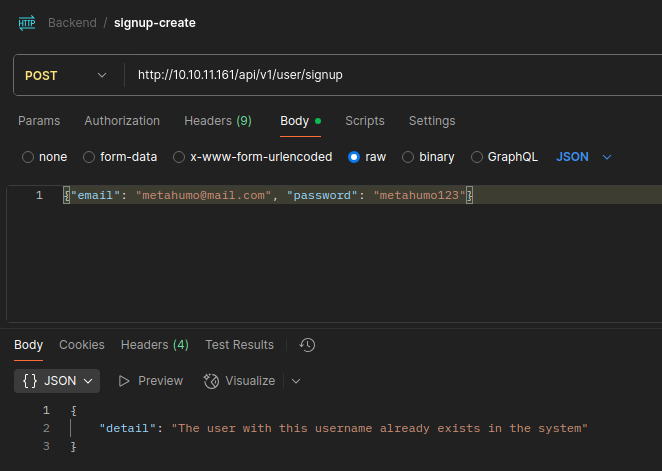 HTTP Backend / signup-create
POST http://10.10.11.161/api/v1/user/signup
Params Authorization Headers (9) Body Scripts Settings
none form-data x-www-form-urlencoded raw binary GraphQL JSON
1 {"email": "metahumo@mail.com", "password": "metahumo123"}
Body Cookies Headers (4) Test Results
{} JSON Preview Visualize
1 {
2 "detail": "The user with this username already exists in the system"
3 }